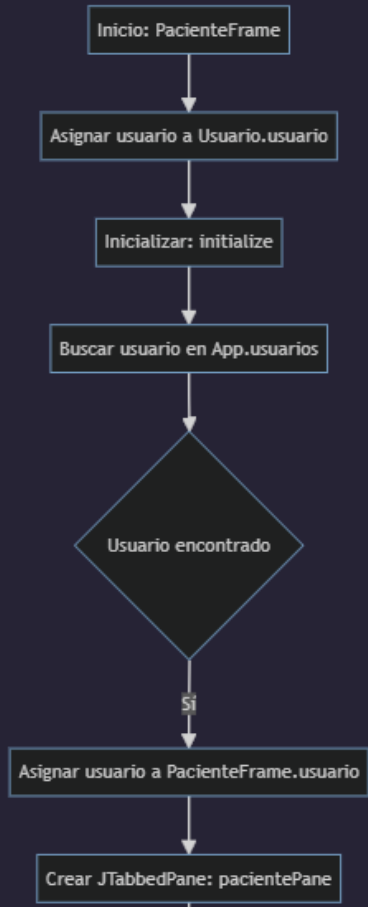 Inicio: PacienteFrame
Asignar usuario a Usuario.usuario
Inicializar: initialize
Buscar usuario en App.usuarios
Usuario encontrado
Si
Asignar usuario a PacienteFrame.usuario
Crear JTabbedPane: pacientePane